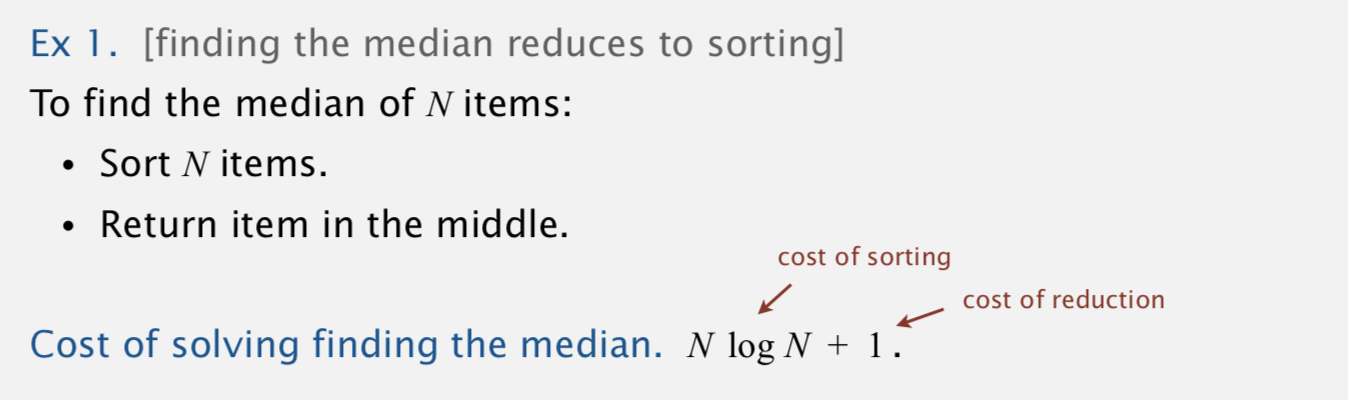 Ex 1. [finding the median reduces to sorting]
To find the median of N items:
• Sort N items.
• Return item in the middle.
cost of sorting
cost of reduction
Cost of solving finding the median. N log N + 1.